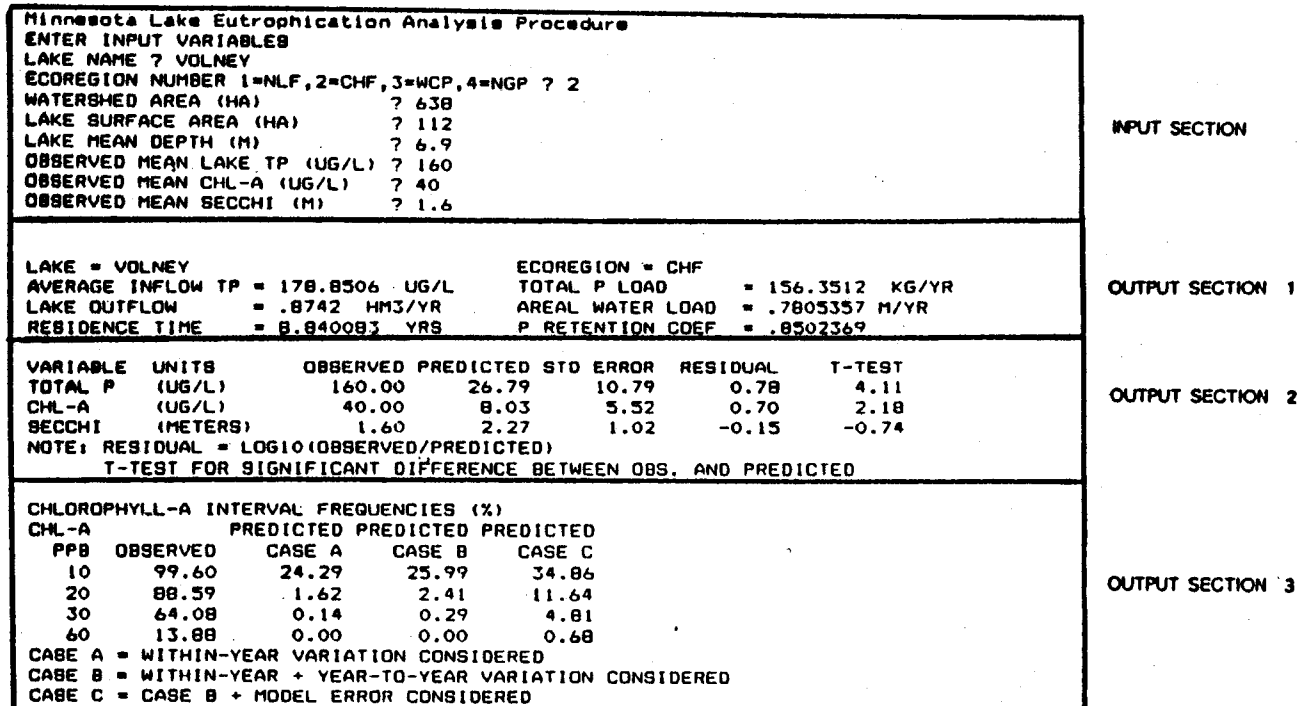 Minnesota Lake Eutrophication Analysis Procedure
ENTER INPUT VARIABLES
LAKE NAME ? VOLNEY
ECOREGION NUMBER 1=NLF,2=CHF,3=WCP,4=NGP ? 2
WATERSHED AREA (HA) ? 638
LAKE SURFACE AREA (HA) ? 112
LAKE MEAN DEPTH (M) ? 6.9
OBSERVED MEAN LAKE TP (UG/L) ? 160
OBSERVED MEAN CHL-A (UG/L) ? 40
OBSERVED MEAN SECCHI (M) ? 1.6
INPUT SECTION
LAKE = VOLNEY ECOREGION = CHF
AVERAGE INFLOW TP = 178.8506 UG/L TOTAL P LOAD = 156.3512 KG/YR
LAKE OUTFLOW = .8742 HM3/YR AREAL WATER LOAD = .7805357 M/YR
RESIDENCE TIME = 8.840083 YRS P RETENTION COEF = .8502369
OUTPUT SECTION 1
VARIABLE UNITS OBSERVED PREDICTED STD ERROR RESIDUAL T-TEST
TOTAL P (UG/L) 160.00 26.79 10.79 0.78 4.11
CHL-A (UG/L) 40.00 8.03 5.52 0.70 2.18
SECCHI (METERS) 1.60 2.27 1.02 -0.15 -0.74
NOTE: RESIDUAL = LOG10(OBSERVED/PREDICTED)
T-TEST FOR SIGNIFICANT DIFFERENCE BETWEEN OBS. AND PREDICTED
OUTPUT SECTION 2
CHLOROPHYLL-A INTERVAL FREQUENCIES (%)
CHL-A PREDICTED PREDICTED PREDICTED
PPB OBSERVED CASE A CASE B CASE C
10 99.60 24.29 25.99 34.86
20 88.59 1.62 2.41 11.64
30 64.08 0.14 0.29 4.81
60 13.88 0.00 0.00 0.68
CASE A = WITHIN-YEAR VARIATION CONSIDERED
CASE B = WITHIN-YEAR + YEAR-TO-YEAR VARIATION CONSIDERED
CASE C = CASE B + MODEL ERROR CONSIDERED
OUTPUT SECTION 3